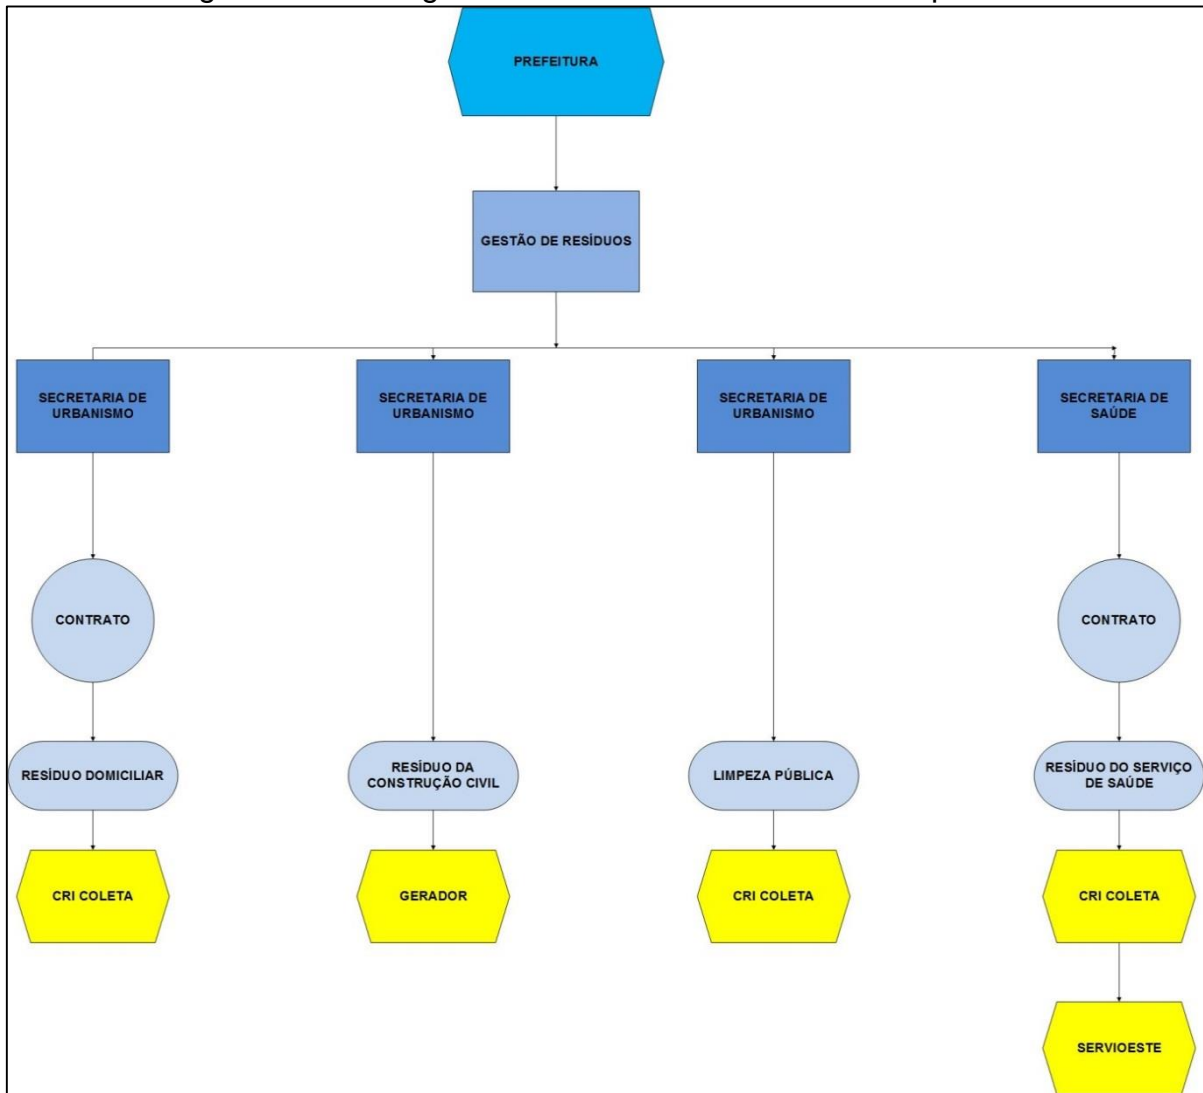 PREFEITURA
GESTÃO DE RESÍDUOS
SECRETARIA DE
URBANISMO
SECRETARIA DE
URBANISMO
SECRETARIA DE
URBANISMO
SECRETARIA DE
SAÚDE
CONTRATO
CONTRATO
RESÍDUO DOMICILIAR
RESÍDUO DA
CONSTRUÇÃO CIVIL
LIMPEZA PÚBLICA
RESÍDUO DO SERVIÇO
DE SAÚDE
CRI COLETA
GERADOR
CRI COLETA
CRI COLETA
SERVIOESTE